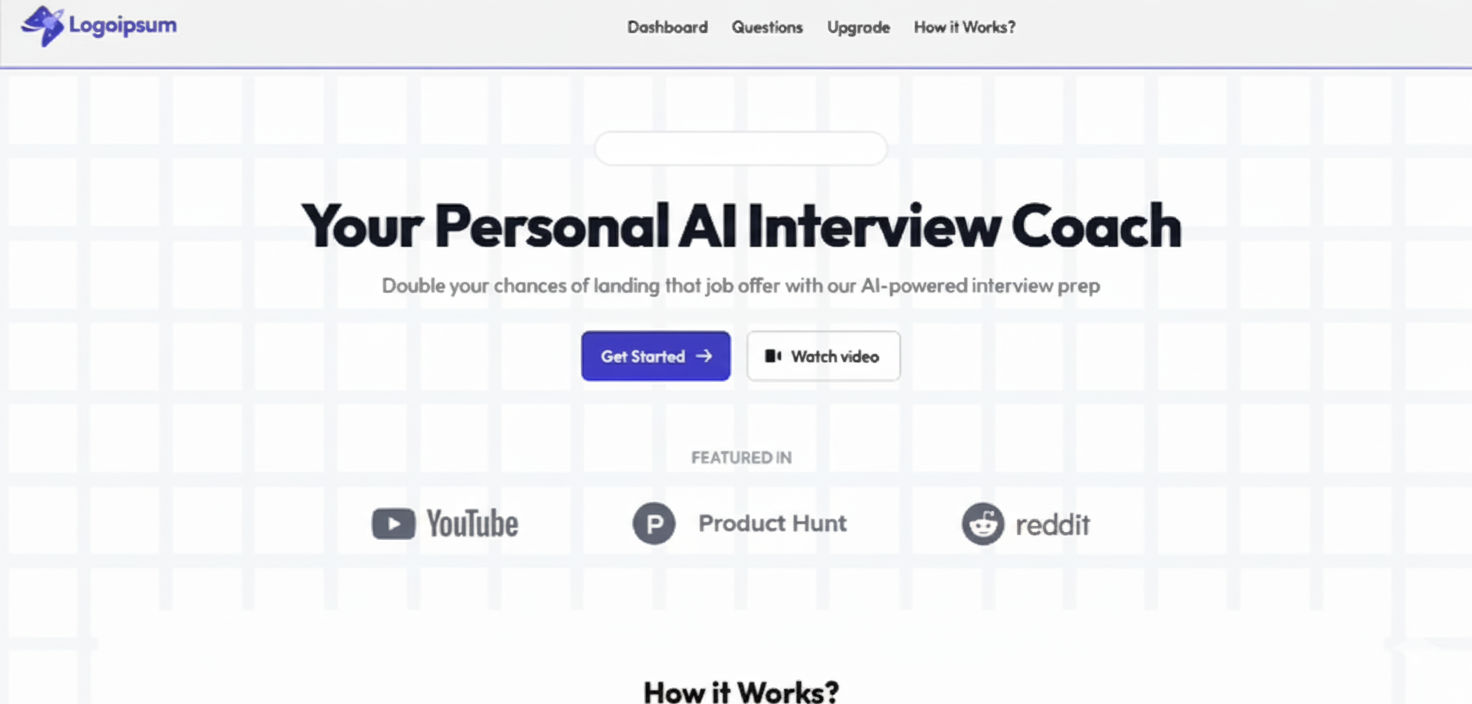 Logoipsum
Dashboard Questions Upgrade How it Works?
Your Personal AI Interview Coach
Double your chances of landing that job offer with our AI-powered interview prep
Get Started → Watch video
FEATURED IN
YouTube P Product Hunt reddit
How it Works?